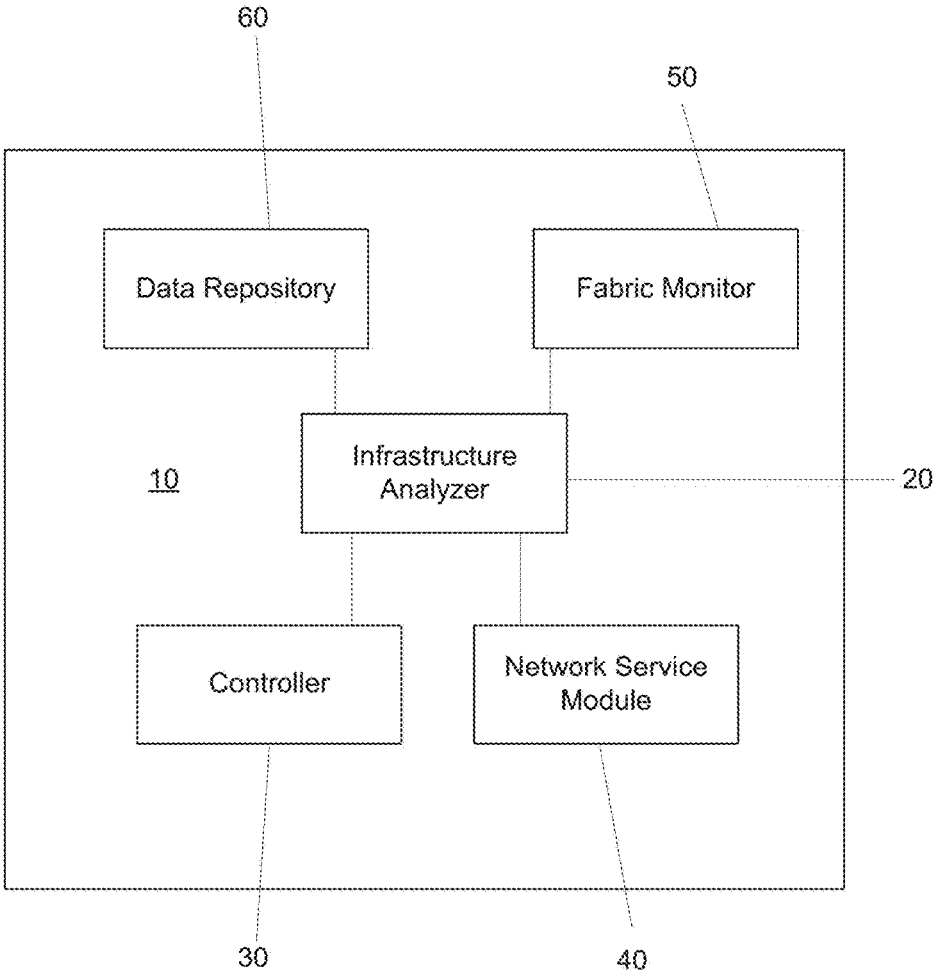 60
50
Data Repository
Fabric Monitor
Infrastructure
Analyzer
10
20
Controller
Network Service
Module
30
40